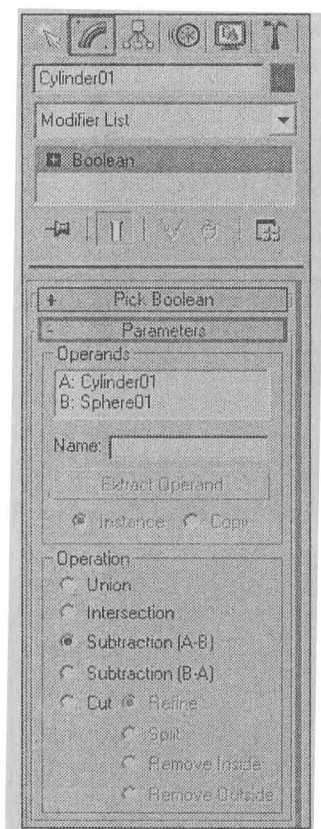 Cylinder01
Modifier List
Boolean
+ Pick Boolean
- Parameters
Operands
A: Cylinder01
B: Sphere01
Name:
Extract Operand
Instance Copy
Operation
Union
Intersection
Subtraction (A-B)
Subtraction (B-A)
Cut Refine
Split
Remove Inside
Remove Outside